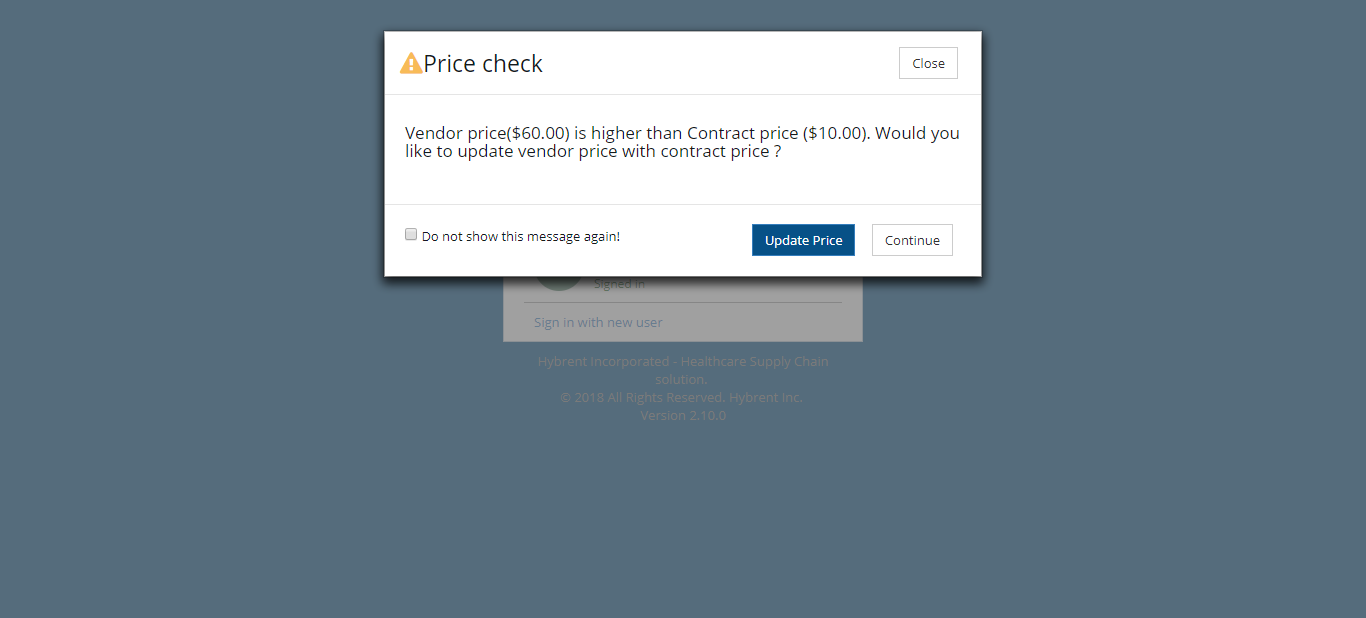 Price check
Close
Vendor price($60.00) is higher than Contract price ($10.00). Would you
like to update vendor price with contract price ?
Do not show this message again!
Update Price
Continue
Signed In
Sign in with new user
Hybrent Incorporated - Healthcare Supply Chain
solution.
© 2018 All Rights Reserved. Hybrent Inc.
Version 2.10.0